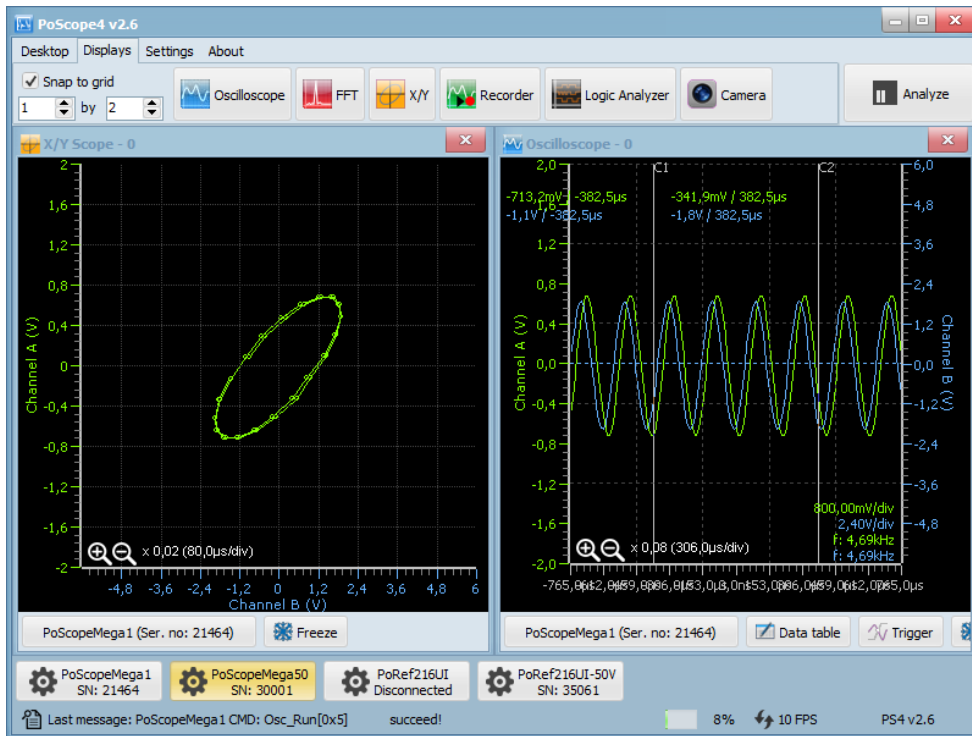 PoScope4 v2.6
Desktop Displays Settings About
Snap to grid
1 by 2
Oscilloscope FFT X/Y Recorder Logic Analyzer Camera Analyze
X/Y Scope - 0
2
1,6
1,2
0,8
0,4
0
-0,4
-0,8
-1,2
-1,6
-2
Channel A (V)
x 0,02 (80,0µs/div)
-4,8 -3,6 -2,4 -1,2 0 1,2 2,4 3,6 4,8 6
Channel B (V)
PoScopeMega1 (Ser. no: 21464) Freeze
Oscilloscope - 0
C1 C2
-713,2mV / -382,5µs -341,9mV / 382,5µs
-1,1V / -382,5µs -1,8V / 382,5µs
2,0
1,6
1,2
0,8
0,4
0,0
-0,4
-0,8
-1,2
-1,6
-2,0
Channel A (V)
6,0
4,8
3,6
2,4
1,2
0,0
-1,2
-2,4
-3,6
-4,8
Channel B (V)
800,00mV/div
2,40V/div
f: 4,69kHz
f: 4,69kHz
x 0,08 (306,0µs/div)
PoScopeMega1 (Ser. no: 21464) Data table Trigger
PoScopeMega1
SN: 21464
PoScopeMega50
SN: 30001
PoRef216UI
Disconnected
PoRef216UI-50V
SN: 35061
Last message: PoScopeMega1 CMD: Osc_Run[0x5] succeed! 8% 10 FPS PS4 v2.6